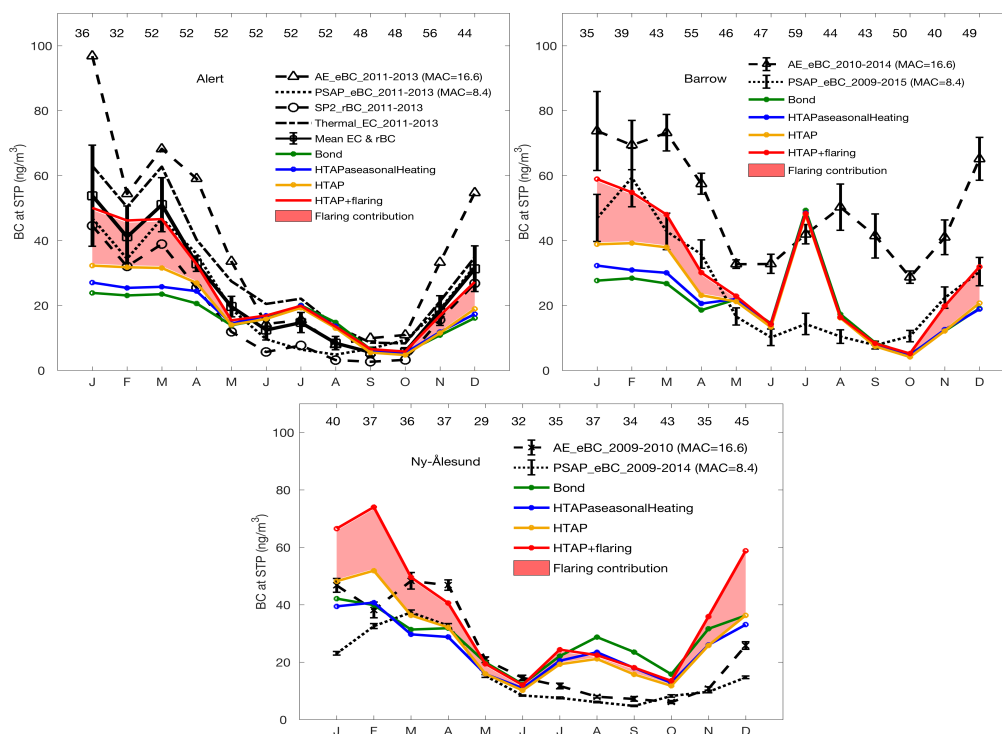 36 32 52 52 52 52 52 52 48 48 56 44
Alert
AE_eBC_2011-2013 (MAC=16.6)
PSAP_eBC_2011-2013 (MAC=8.4)
SP2_rBC_2011-2013
Thermal_EC_2011-2013
Mean EC & rBC
Bond
HTAPaseasonalHeating
HTAP
HTAP+flaring
Flaring contribution
BC at STP (ng/m³)
100
80
60
40
20
0
J F M A M J J A S O N D
35 39 43 55 46 47 59 44 43 50 40 49
Barrow
AE_eBC_2010-2014 (MAC=16.6)
PSAP_eBC_2009-2015 (MAC=8.4)
Bond
HTAPaseasonalHeating
HTAP
HTAP+flaring
Flaring contribution
BC at STP (ng/m³)
100
80
60
40
20
0
J F M A M J J A S O N D
40 37 36 37 29 32 35 37 34 43 35 45
Ny-Ålesund
AE_eBC_2009-2010 (MAC=16.6)
PSAP_eBC_2009-2014 (MAC=8.4)
Bond
HTAPaseasonalHeating
HTAP
HTAP+flaring
Flaring contribution
BC at STP (ng/m³)
100
80
60
40
20
0
J F M A M J J A S O N D